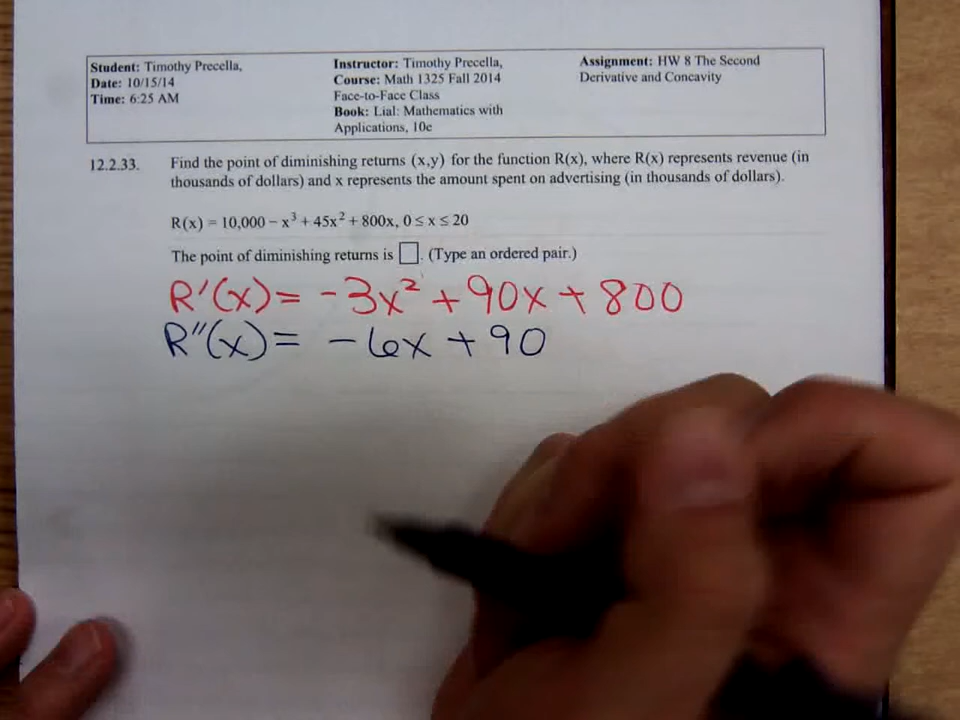 Student: Timothy Precella,
Date: 10/15/14
Time: 6:25 AM
Instructor: Timothy Precella,
Course: Math 1325 Fall 2014
Face-to-Face Class
Book: Lial: Mathematics with
Applications, 10e
Assignment: HW 8 The Second
Derivative and Concavity
12.2.33. Find the point of diminishing returns (x,y) for the function R(x), where R(x) represents revenue (in
thousands of dollars) and x represents the amount spent on advertising (in thousands of dollars).
R(x) = 10,000 − x³ + 45x² + 800x, 0 ≤ x ≤ 20
The point of diminishing returns is □. (Type an ordered pair.)
R'(x) = -3x² + 90x + 800
R''(x) = -6x + 90